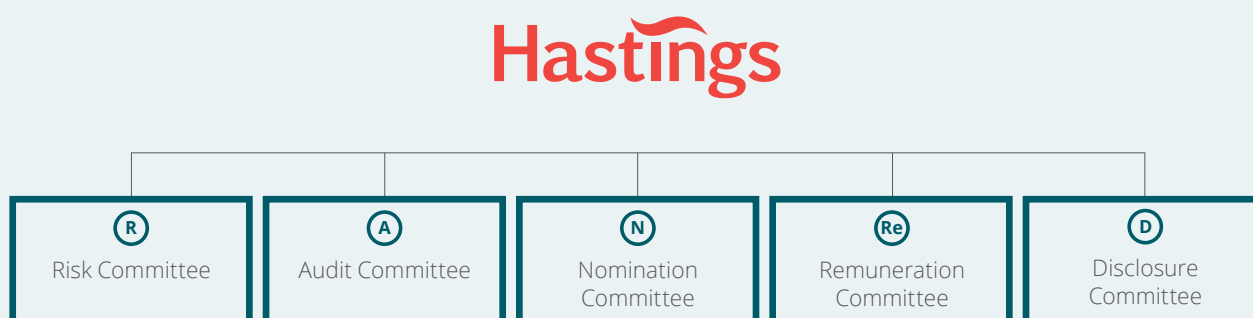 Hastings
R
Risk Committee
A
Audit Committee
N
Nomination
Committee
Re
Remuneration
Committee
D
Disclosure
Committee